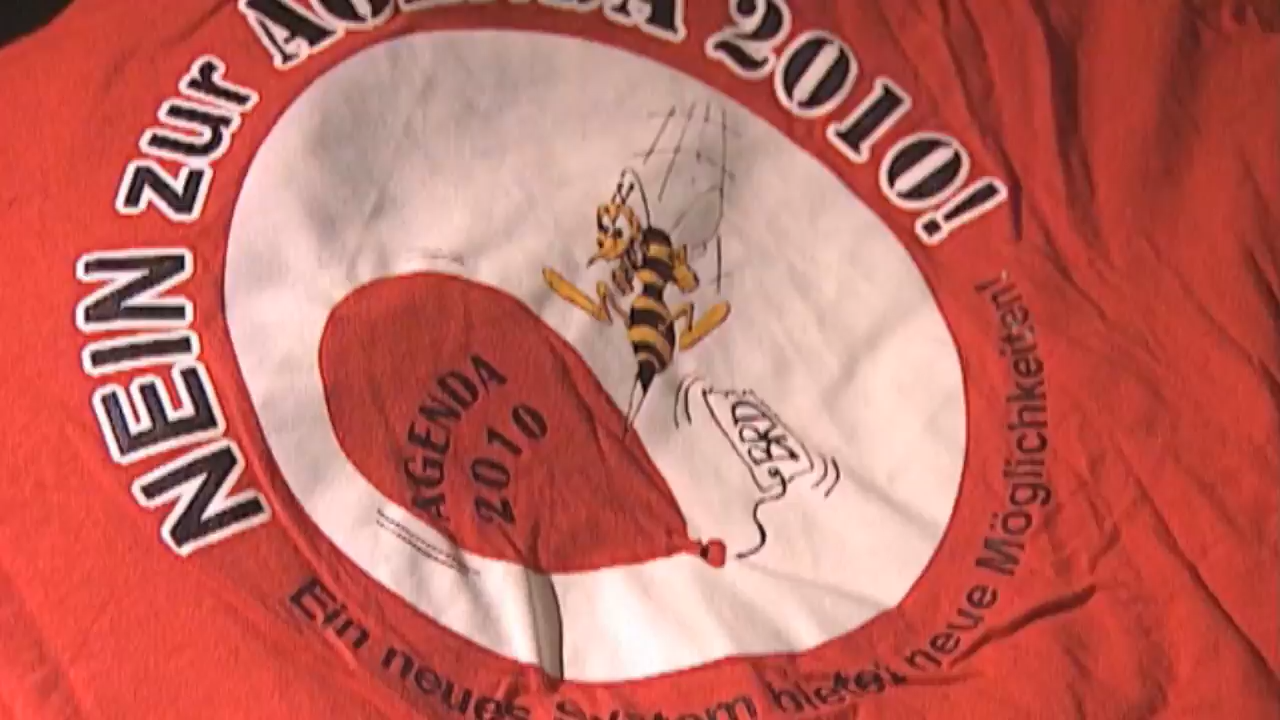 NEIN zur AGENDA 2010!
AGENDA
2010
BRD
Ein neues System bietet neue Möglichkeiten!